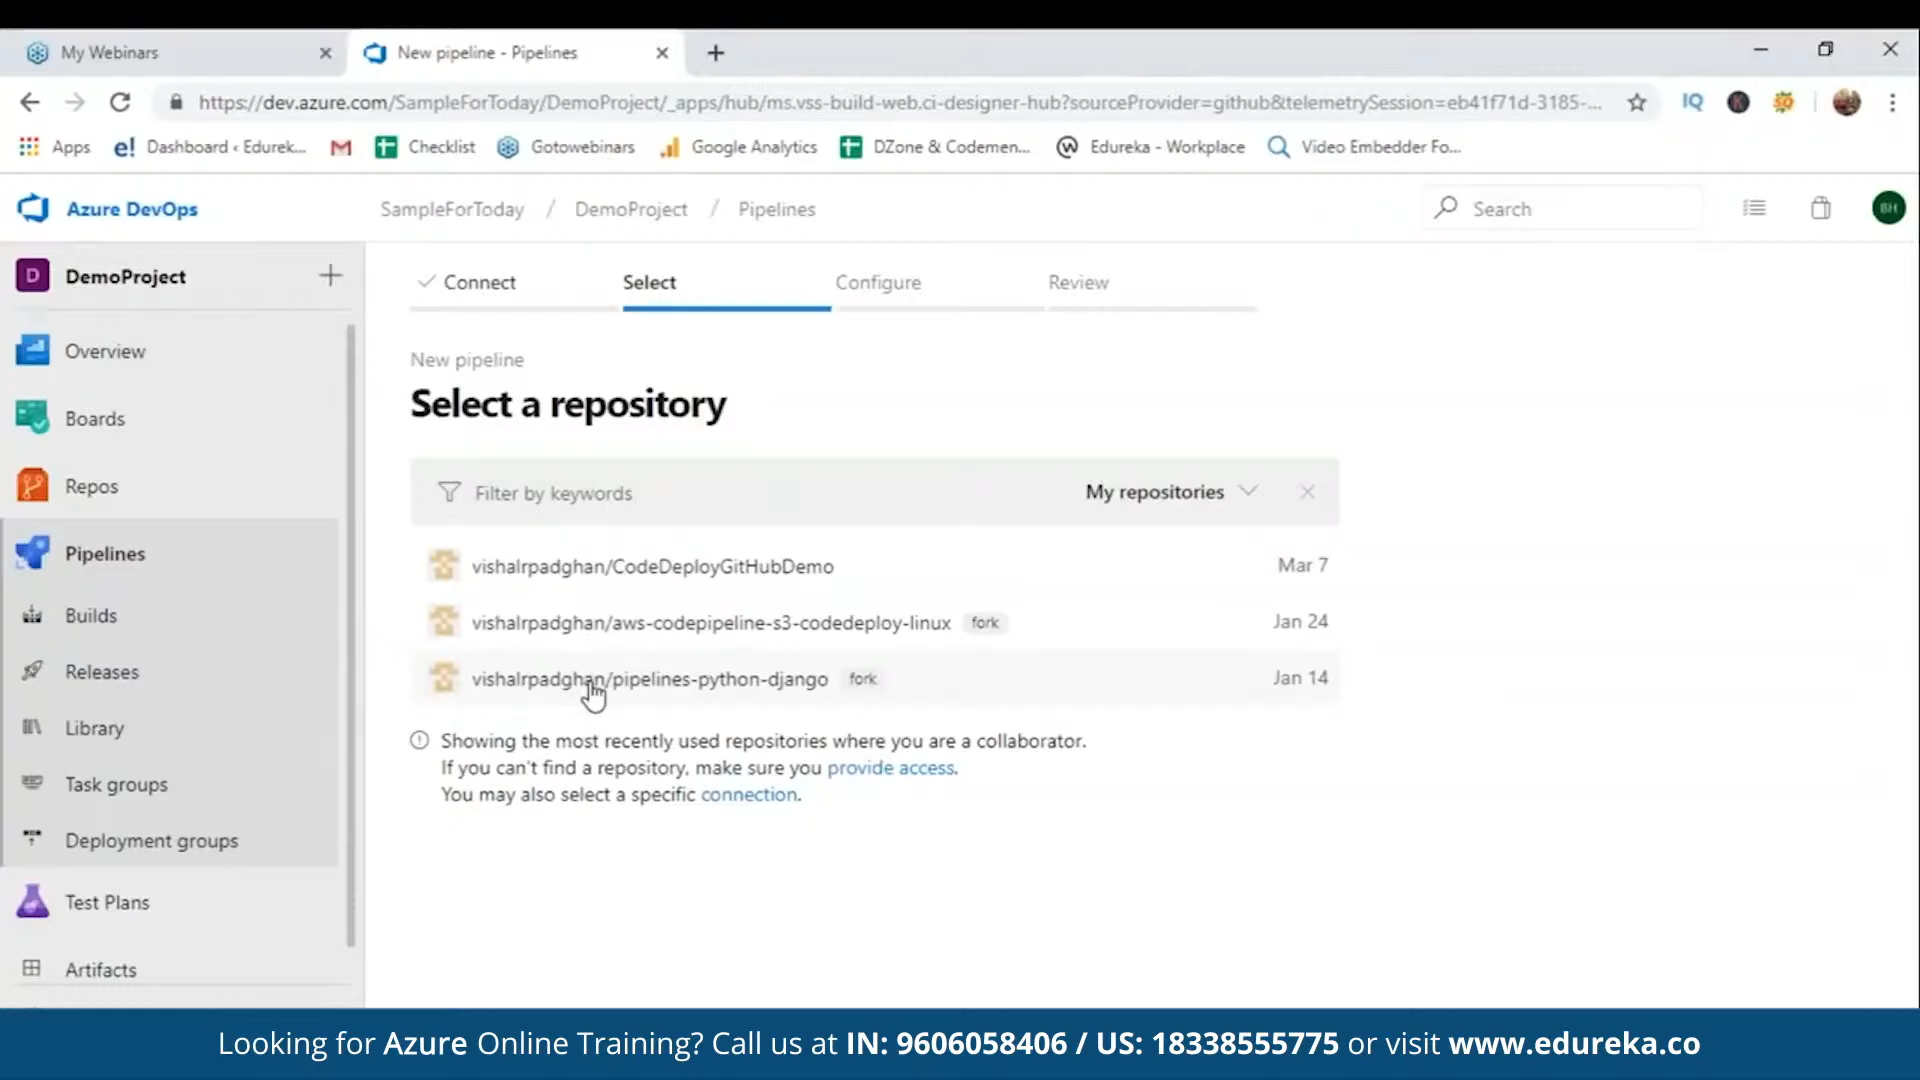 My Webinars
New pipeline - Pipelines
https://dev.azure.com/SampleForToday/DemoProject/_apps/hub/ms.vss-build-web.ci-designer-hub?sourceProvider=github&telemetrySession=eb41f71d-3185-...
IQ
Apps
e! Dashboard ‹ Edurek...
Checklist
Gotowebinars
Google Analytics
DZone & Codemen...
Edureka - Workplace
Video Embedder Fo...
Azure DevOps
SampleForToday / DemoProject / Pipelines
Search
BH
D DemoProject
Overview
Boards
Repos
Pipelines
Builds
Releases
Library
Task groups
Deployment groups
Test Plans
Artifacts
Connect
Select
Configure
Review
New pipeline
Select a repository
Filter by keywords
My repositories
vishalrpadghan/CodeDeployGitHubDemo Mar 7
vishalrpadghan/aws-codepipeline-s3-codedeploy-linux fork Jan 24
vishalrpadghan/pipelines-python-django fork Jan 14
Showing the most recently used repositories where you are a collaborator.
If you can't find a repository, make sure you provide access.
You may also select a specific connection.
Looking for Azure Online Training? Call us at IN: 9606058406 / US: 18338555775 or visit www.edureka.co